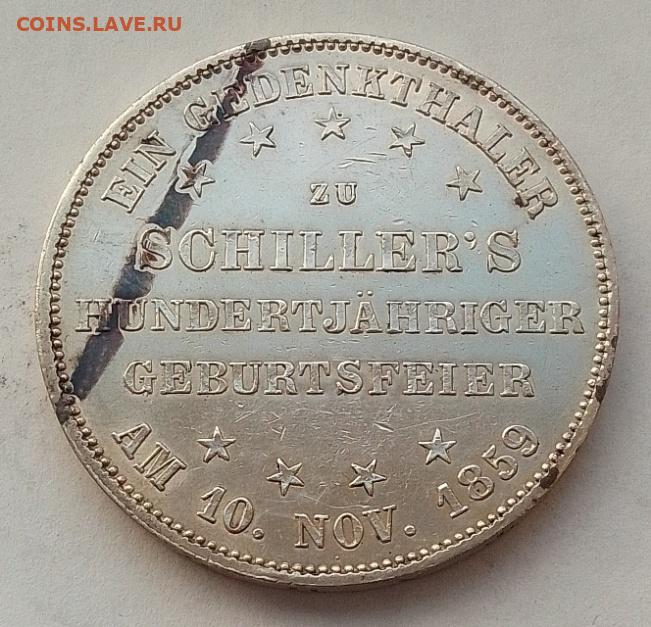 COINS.LAVE.RU
EIN GEDENKTHALER
ZU
SCHILLER'S
HUNDERTJÄHRIGER
GEBURTSFEIER
AM 10. NOV. 1859